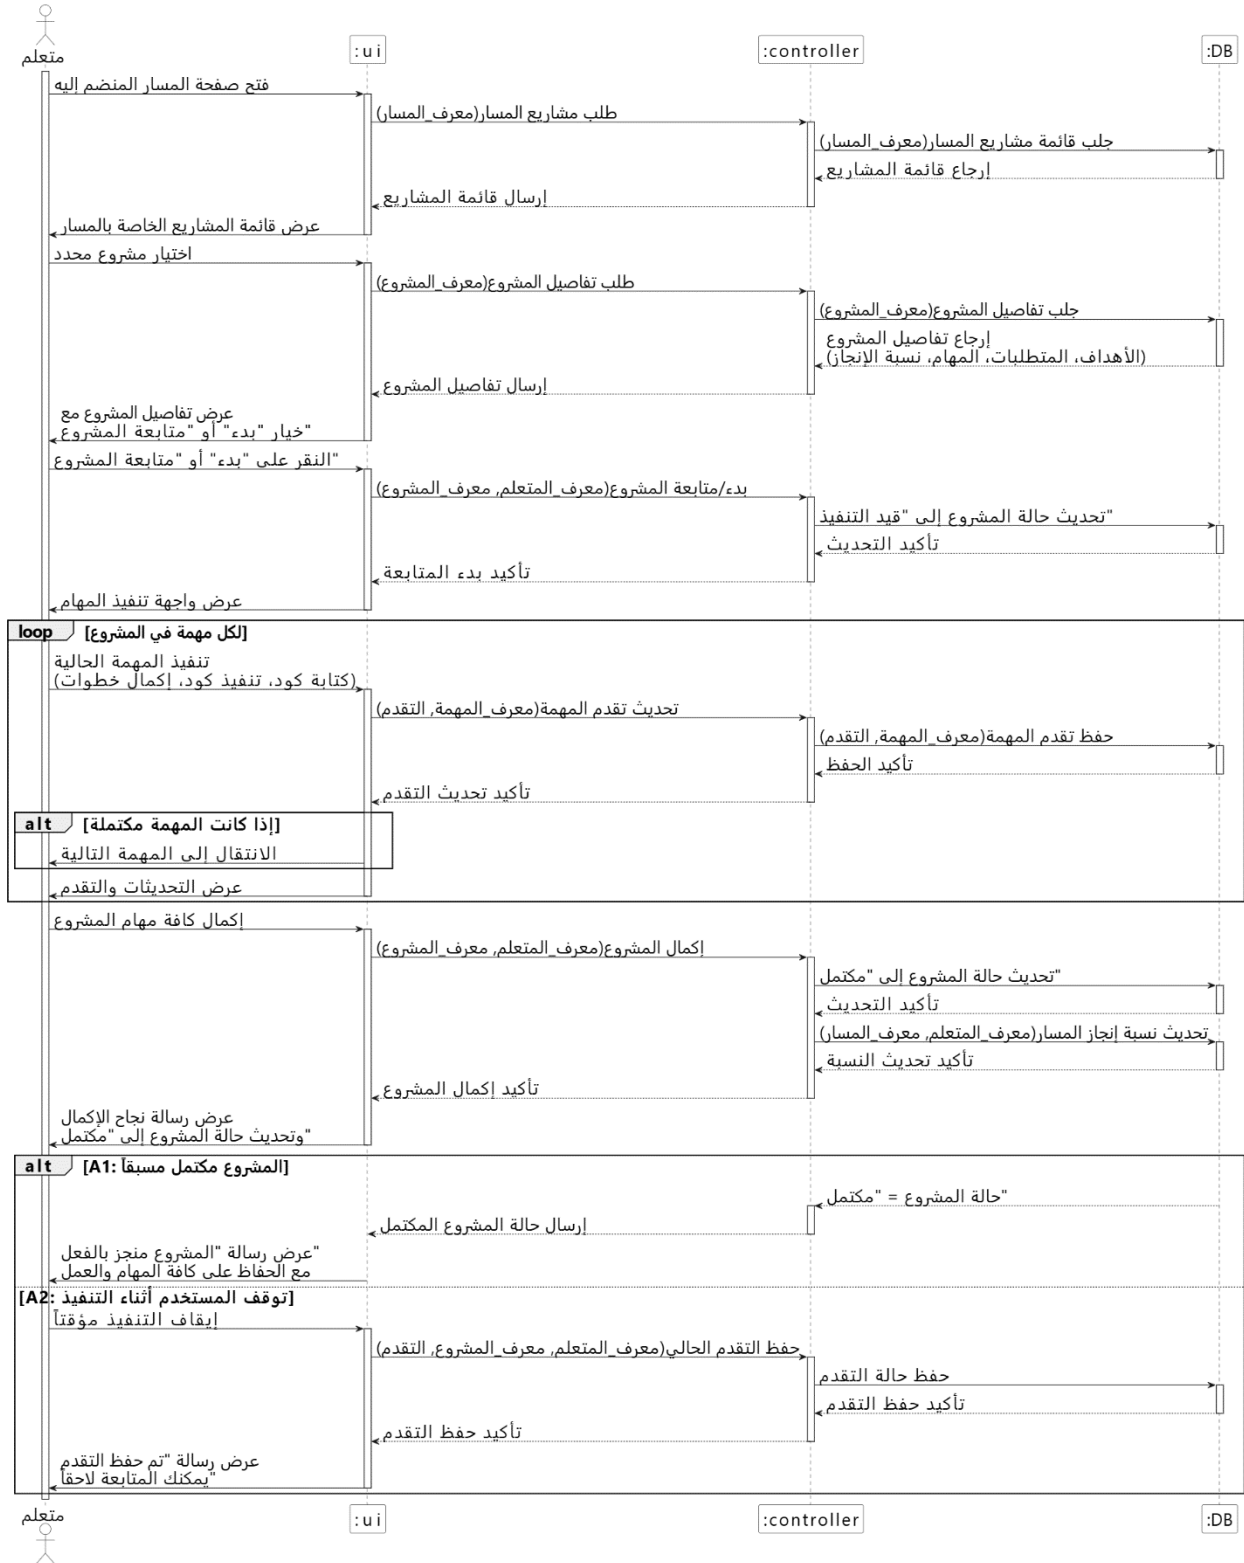 متعلم
:ui
:controller
:DB
فتح صفحة المسار المنضم إليه
طلب مشاريع المسار(معرف_المسار)
جلب قائمة مشاريع المسار(معرف_المسار)
إرجاع قائمة المشاريع
إرسال قائمة المشاريع
عرض قائمة المشاريع الخاصة بالمسار
اختيار مشروع محدد
طلب تفاصيل المشروع(معرف_المشروع)
جلب تفاصيل المشروع(معرف_المشروع)
إرجاع تفاصيل المشروع
(الأهداف، المتطلبات، المهام، نسبة الإنجاز)
إرسال تفاصيل المشروع
عرض تفاصيل المشروع مع
خيار "بدء" أو "متابعة المشروع"
النقر على "بدء" أو "متابعة المشروع"
بدء/متابعة المشروع(معرف_المتعلم, معرف_المشروع)
تحديث حالة المشروع إلى "قيد التنفيذ"
تأكيد التحديث
تأكيد بدء المتابعة
عرض واجهة تنفيذ المهام
loop [لكل مهمة في المشروع]
تنفيذ المهمة الحالية
(كتابة كود، تنفيذ كود، إكمال خطوات)
تحديث تقدم المهمة(معرف_المهمة, التقدم)
حفظ تقدم المهمة(معرف_المهمة, التقدم)
تأكيد الحفظ
تأكيد تحديث التقدم
alt [إذا كانت المهمة مكتملة]
الانتقال إلى المهمة التالية
عرض التحديثات والتقدم
إكمال كافة مهام المشروع
إكمال المشروع(معرف_المتعلم, معرف_المشروع)
تحديث حالة المشروع إلى "مكتمل"
تأكيد التحديث
تحديث نسبة إنجاز المسار(معرف_المتعلم, معرف_المسار)
تأكيد تحديث النسبة
تأكيد إكمال المشروع
عرض رسالة نجاح الإكمال
وتحديث حالة المشروع إلى "مكتمل"
alt [A1: المشروع مكتمل مسبقاً]
حالة المشروع = "مكتمل"
إرسال حالة المشروع المكتمل
عرض رسالة "المشروع منجز بالفعل"
مع الحفاظ على كافة المهام والعمل
[A2: توقف المستخدم أثناء التنفيذ]
إيقاف التنفيذ مؤقتاً
حفظ التقدم الحالي(معرف_المتعلم, معرف_المشروع, التقدم)
حفظ حالة التقدم
تأكيد حفظ التقدم
تأكيد حفظ التقدم
عرض رسالة "تم حفظ التقدم
يمكنك المتابعة لاحقاً"
متعلم
:ui
:controller
:DB